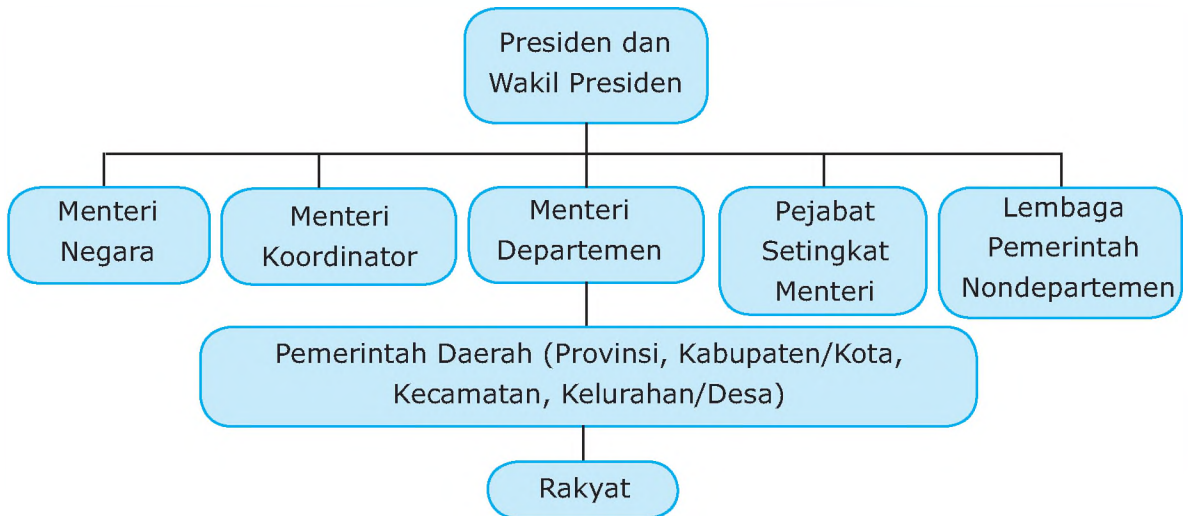 Presiden dan
Wakil Presiden
Menteri
Negara
Menteri
Koordinator
Menteri
Departemen
Pejabat
Setingkat
Menteri
Lembaga
Pemerintah
Nondepartemen
Pemerintah Daerah (Provinsi, Kabupaten/Kota,
Kecamatan, Kelurahan/Desa)
Rakyat